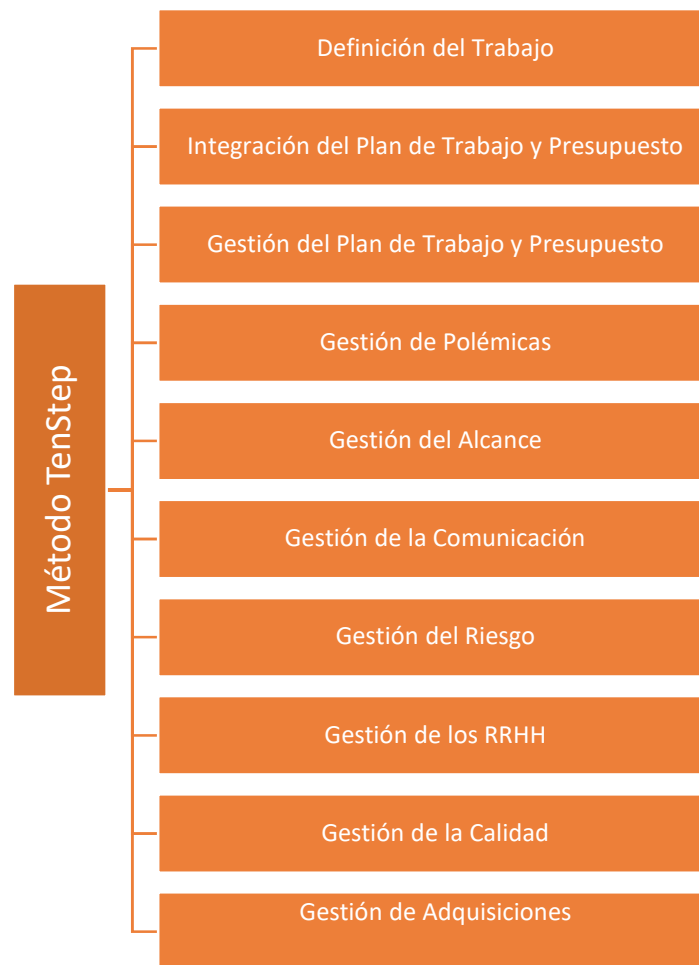 Método TenStep
Definición del Trabajo
Integración del Plan de Trabajo y Presupuesto
Gestión del Plan de Trabajo y Presupuesto
Gestión de Polémicas
Gestión del Alcance
Gestión de la Comunicación
Gestión del Riesgo
Gestión de los RRHH
Gestión de la Calidad
Gestión de Adquisiciones